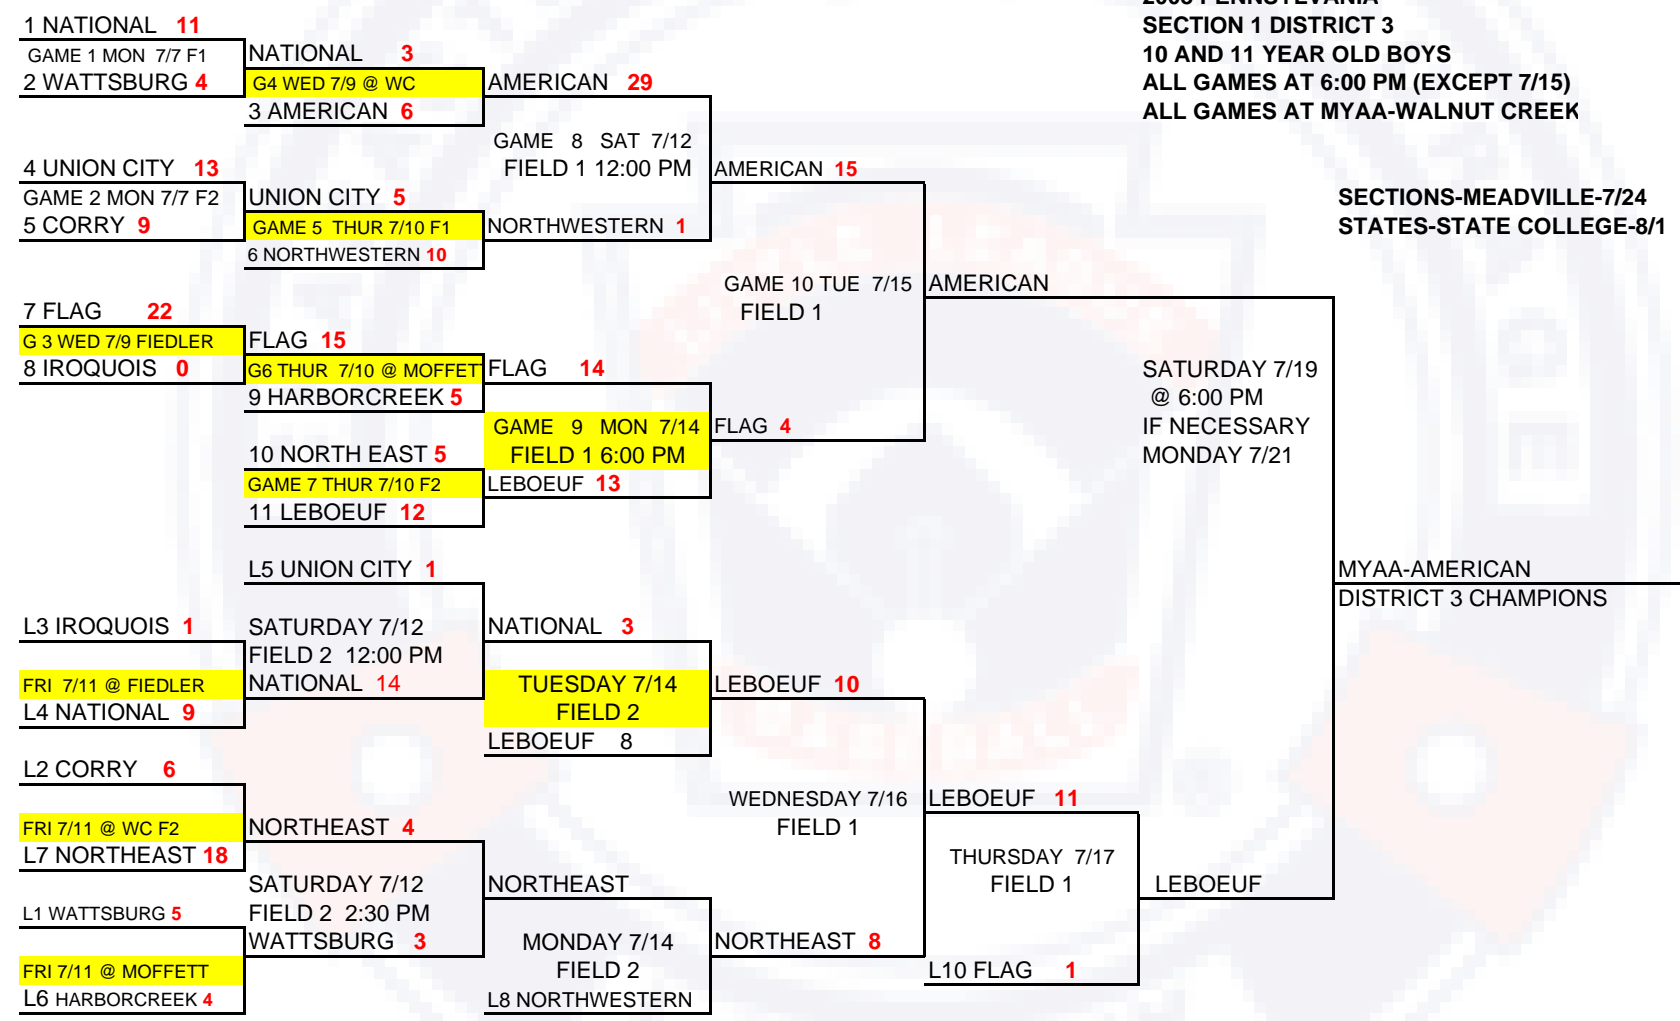 1 NATIONAL 11
GAME 1 MON 7/7 F1
2 WATTSBURG 4
NATIONAL 3
G4 WED 7/9 @ WC
3 AMERICAN 6
AMERICAN 29
GAME 8 SAT 7/12
FIELD 1 12:00 PM
4 UNION CITY 13
GAME 2 MON 7/7 F2
5 CORRY 9
UNION CITY 5
GAME 5 THUR 7/10 F1
6 NORTHWESTERN 10
NORTHWESTERN 1
AMERICAN 15
SECTION 1 DISTRICT 3
10 AND 11 YEAR OLD BOYS
ALL GAMES AT 6:00 PM (EXCEPT 7/15)
ALL GAMES AT MYAA-WALNUT CREEK
SECTIONS-MEADVILLE-7/24
STATES-STATE COLLEGE-8/1
GAME 10 TUE 7/15
FIELD 1
AMERICAN
7 FLAG 22
G 3 WED 7/9 FIEDLER
8 IROQUOIS 0
FLAG 15
G6 THUR 7/10 @ MOFFETT
9 HARBORCREEK 5
FLAG 14
GAME 9 MON 7/14
FIELD 1 6:00 PM
FLAG 4
10 NORTH EAST 5
GAME 7 THUR 7/10 F2
11 LEBOEUF 12
LEBOEUF 13
SATURDAY 7/19
@ 6:00 PM
IF NECESSARY
MONDAY 7/21
MYAA-AMERICAN
DISTRICT 3 CHAMPIONS
L5 UNION CITY 1
L3 IROQUOIS 1
FRI 7/11 @ FIEDLER
L4 NATIONAL 9
SATURDAY 7/12
FIELD 2 12:00 PM
NATIONAL 14
NATIONAL 3
TUESDAY 7/14
FIELD 2
LEBOEUF 8
LEBOEUF 10
L2 CORRY 6
FRI 7/11 @ WC F2
L7 NORTHEAST 18
NORTHEAST 4
SATURDAY 7/12
FIELD 2 2:30 PM
WATTSBURG 3
L1 WATTSBURG 5
FRI 7/11 @ MOFFETT
L6 HARBORCREEK 4
NORTHEAST
MONDAY 7/14
FIELD 2
L8 NORTHWESTERN
NORTHEAST 8
WEDNESDAY 7/16
FIELD 1
LEBOEUF 11
THURSDAY 7/17
FIELD 1
L10 FLAG 1
LEBOEUF